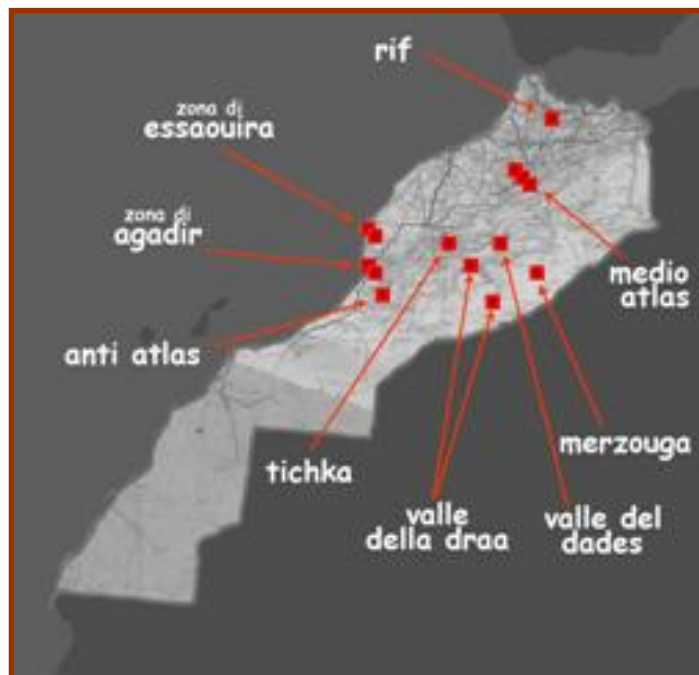 rif
zona di
essaouira
zona di
agadir
medio
atlas
anti atlas
merzouga
tichka
valle
della draa
valle del
dades